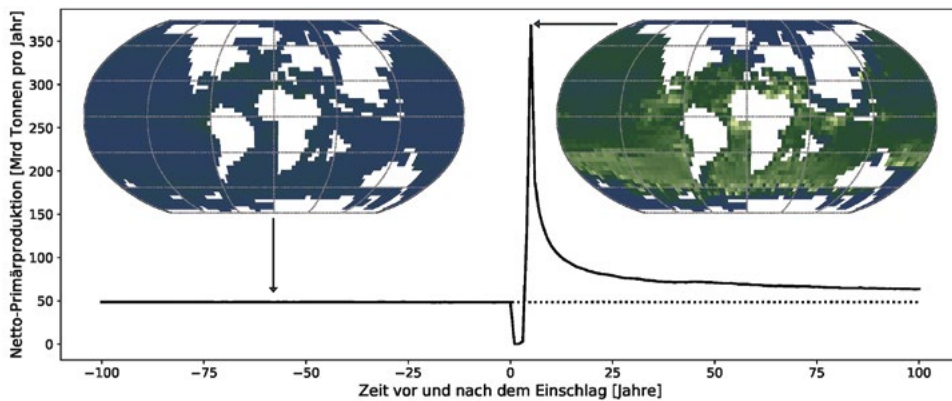 Netto-Primärproduktion [Mrd Tonnen pro Jahr]
350
300
250
200
150
100
50
0
−100 −75 −50 −25 0 25 50 75 100
Zeit vor und nach dem Einschlag [Jahre]